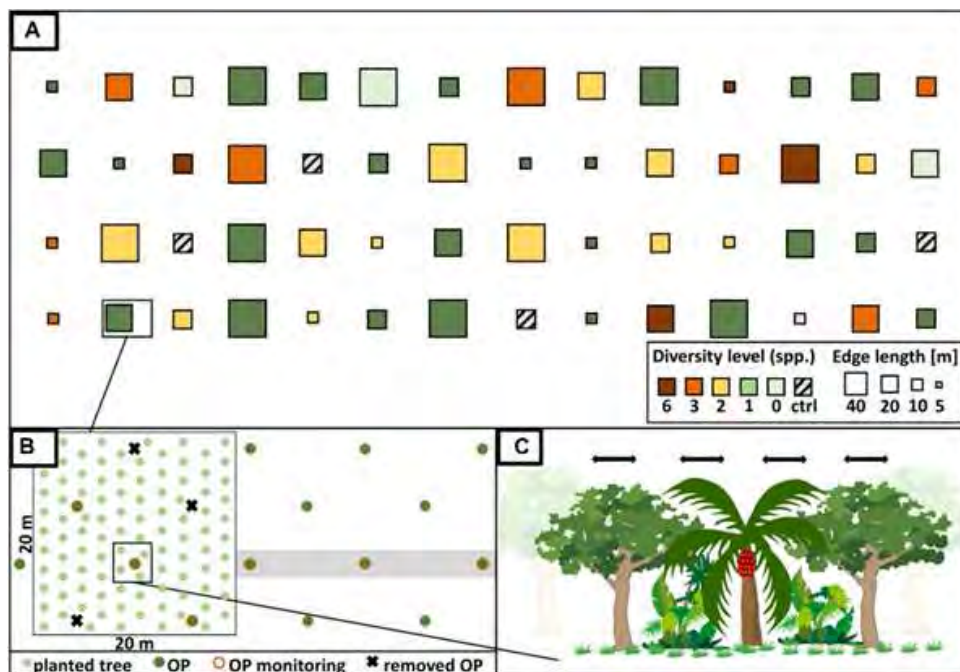 A
Diversity level (spp.) Edge length [m]
6 3 2 1 0 ctrl 40 20 10 5
B
C
20 m
20 m
planted tree OP OP monitoring removed OP